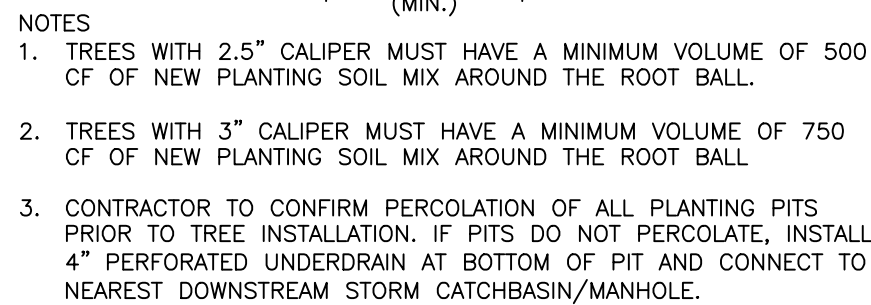 (MIN.)
NOTES
1. TREES WITH 2.5” CALIPER MUST HAVE A MINIMUM VOLUME OF 500
CF OF NEW PLANTING SOIL MIX AROUND THE ROOT BALL.
2. TREES WITH 3” CALIPER MUST HAVE A MINIMUM VOLUME OF 750
CF OF NEW PLANTING SOIL MIX AROUND THE ROOT BALL
3. CONTRACTOR TO CONFIRM PERCOLATION OF ALL PLANTING PITS
PRIOR TO TREE INSTALLATION. IF PITS DO NOT PERCOLATE, INSTALL
4” PERFORATED UNDERDRAIN AT BOTTOM OF PIT AND CONNECT TO
NEAREST DOWNSTREAM STORM CATCHBASIN/MANHOLE.